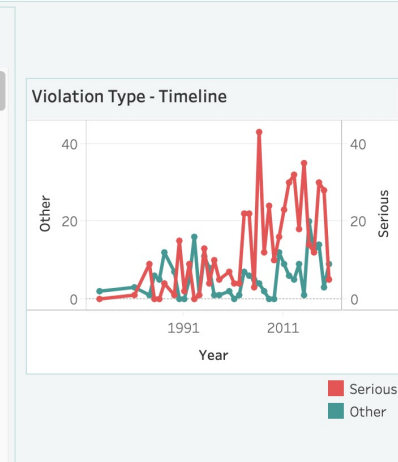 Violation Type - Timeline
40
40
20
20
0
0
Other
Serious
1991
2011
Year
Serious
Other